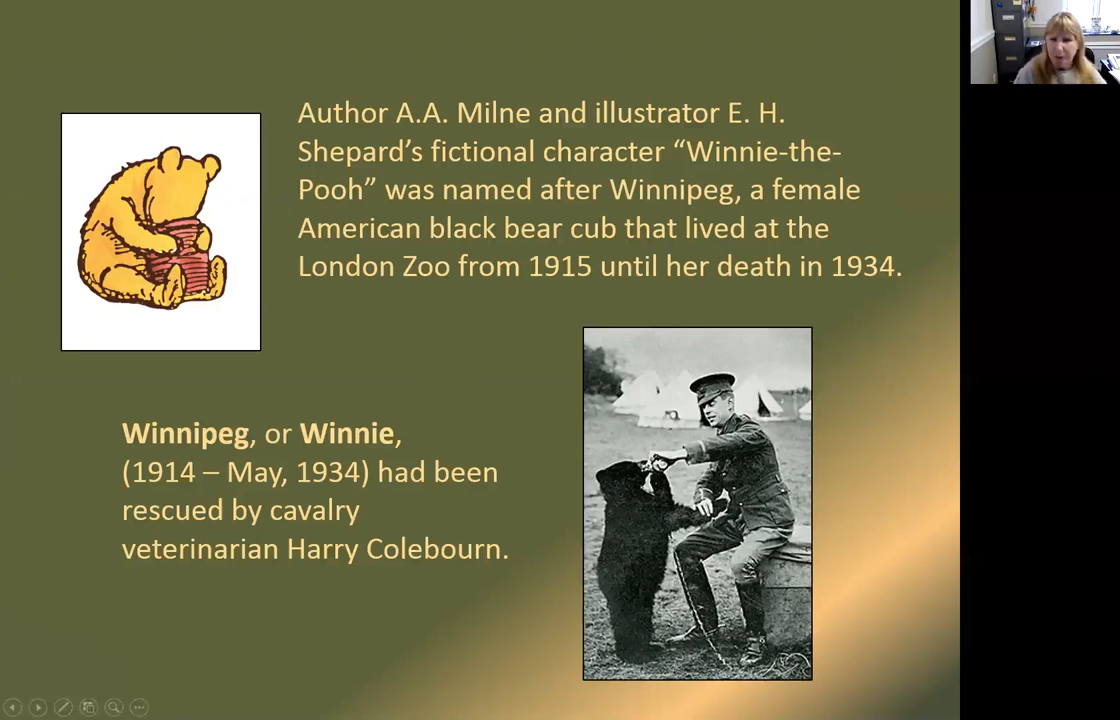 Author A.A. Milne and illustrator E. H.
Shepard’s fictional character “Winnie-the-
Pooh” was named after Winnipeg, a female
American black bear cub that lived at the
London Zoo from 1915 until her death in 1934.
Winnipeg, or Winnie,
(1914 – May, 1934) had been
rescued by cavalry
veterinarian Harry Colebourn.